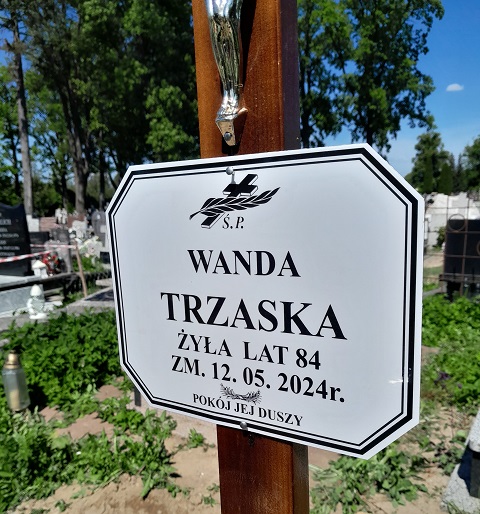 Ś.P.
WANDA
TRZASKA
ŻYŁA LAT 84
ZM. 12. 05. 2024r.
POKÓJ JEJ DUSZY